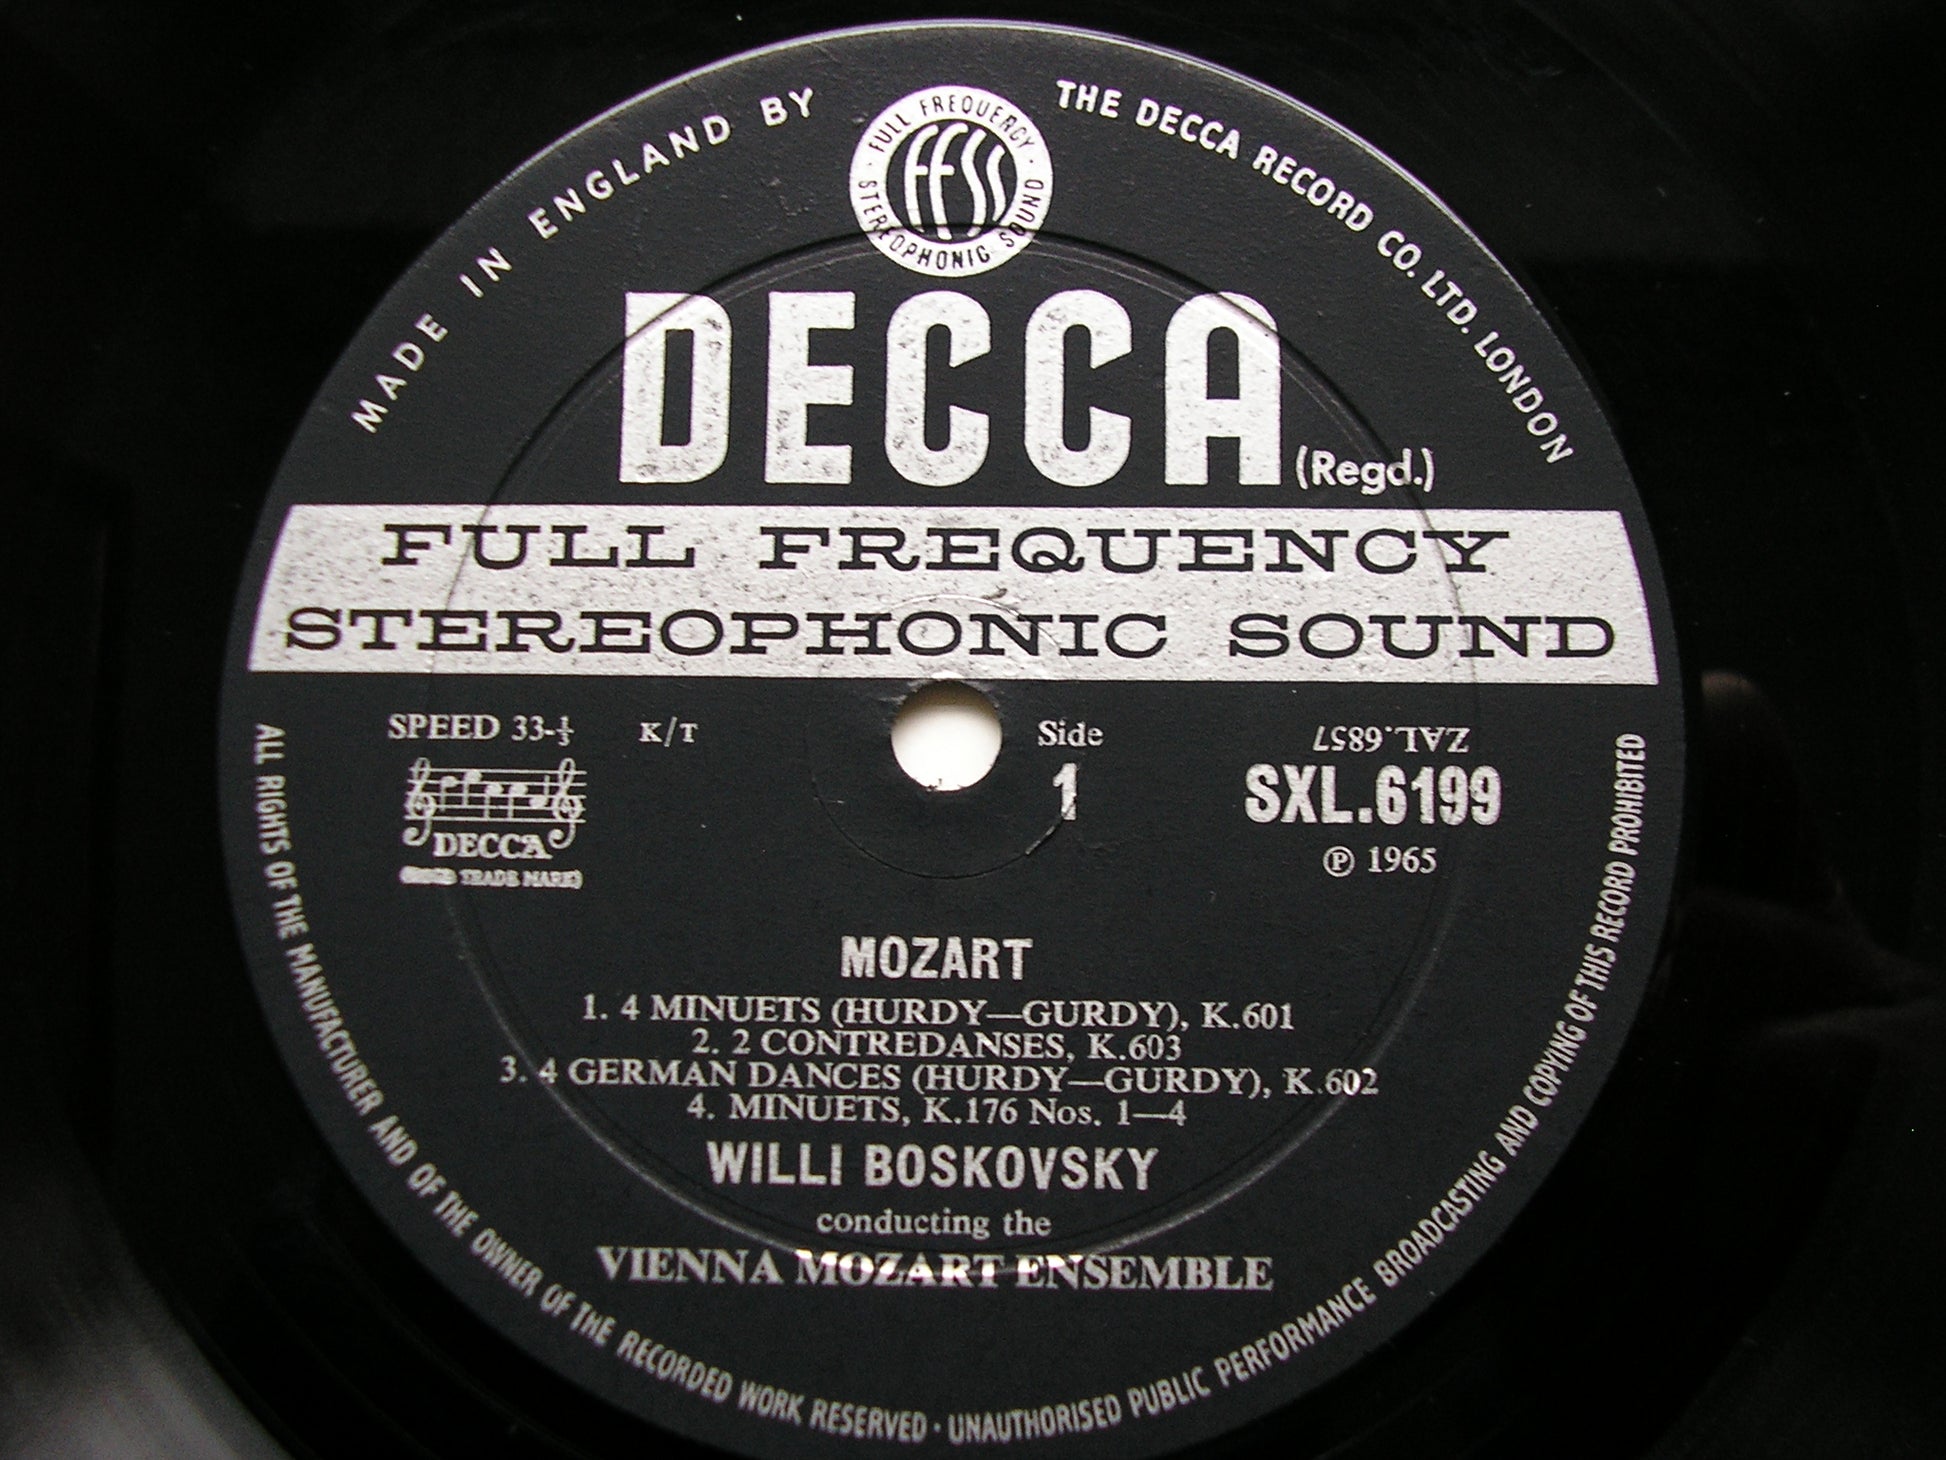 MADE IN ENGLAND BY
THE DECCA RECORD CO. LTD. LONDON
FULL FREQUENCY
FFSS
STEREOPHONIC SOUND
DECCA (Regd.)
FULL FREQUENCY
STEREOPHONIC SOUND
SPEED 33-⅓ K/T
DECCA
TRADE MARK)
Side
1
ZAL.6857
SXL.6199
℗ 1965
MOZART
1. 4 MINUETS (HURDY—GURDY), K.601
2. 2 CONTREDANSES, K.603
3. 4 GERMAN DANCES (HURDY—GURDY), K.602
4. MINUETS, K.176 Nos. 1—4
WILLI BOSKOVSKY
conducting the
VIENNA MOZART ENSEMBLE
ALL RIGHTS OF THE MANUFACTURER AND OF THE OWNER OF THE RECORDED WORK RESERVED · UNAUTHORISED PUBLIC PERFORMANCE BROADCASTING AND COPYING OF THIS RECORD PROHIBITED